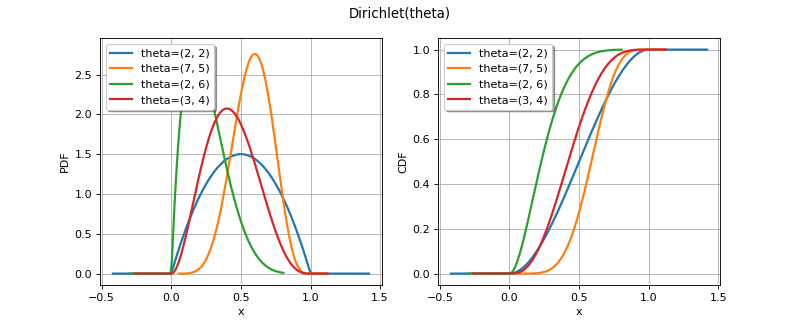 Dirichlet(theta)
theta=(2, 2)
theta=(7, 5)
theta=(2, 6)
theta=(3, 4)
PDF
2.5
2.0
1.5
1.0
0.5
0.0
−0.5 0.0 0.5 1.0 1.5
x
theta=(2, 2)
theta=(7, 5)
theta=(2, 6)
theta=(3, 4)
CDF
1.0
0.8
0.6
0.4
0.2
0.0
−0.5 0.0 0.5 1.0 1.5
x